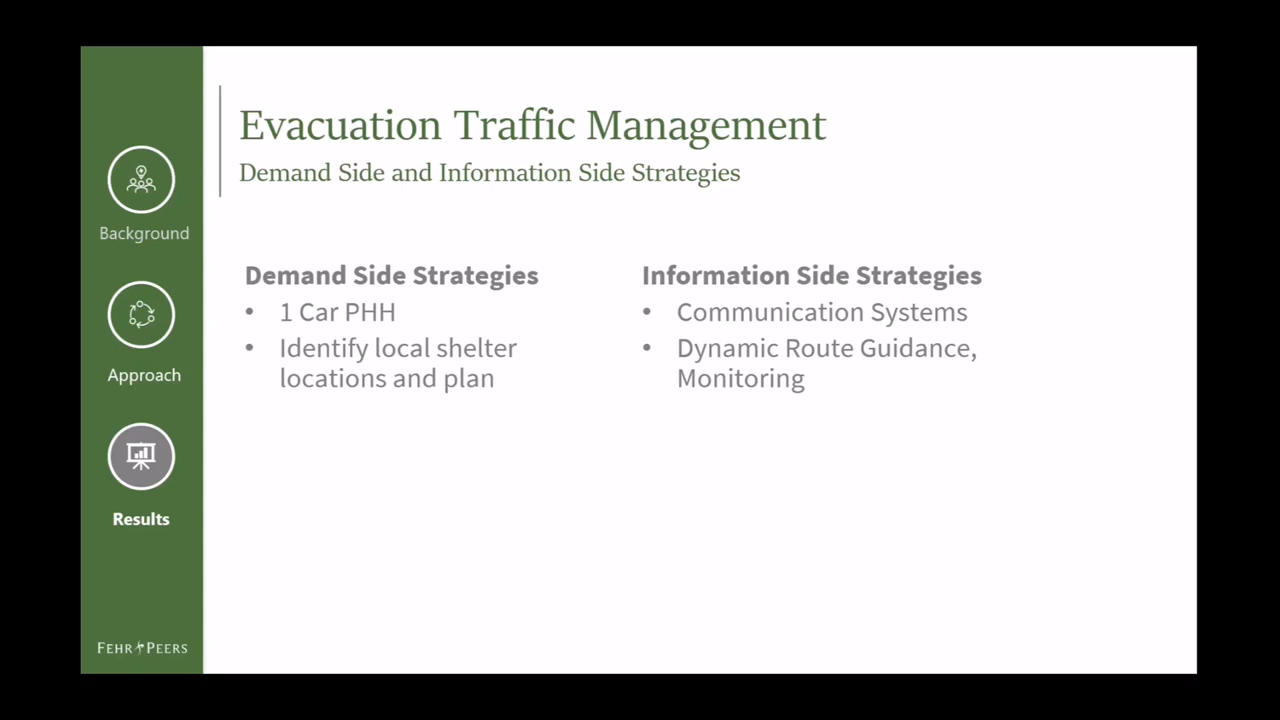 Evacuation Traffic Management
Demand Side and Information Side Strategies
Background
Approach
Results
FEHR PEERS
Demand Side Strategies
• 1 Car PHH
• Identify local shelter
locations and plan
Information Side Strategies
• Communication Systems
• Dynamic Route Guidance,
Monitoring